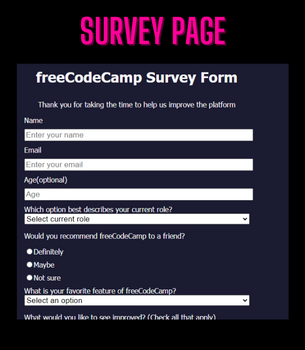 SURVEY PAGE
freeCodeCamp Survey Form
Thank you for taking the time to help us improve the platform
Name
Enter your name
Email
Enter your email
Age(optional)
Age
Which option best describes your current role?
Select current role
Would you recommend freeCodeCamp to a friend?
Definitely
Maybe
Not sure
What is your favorite feature of freeCodeCamp?
Select an option
What would you like to see improved? (Check all that apply)